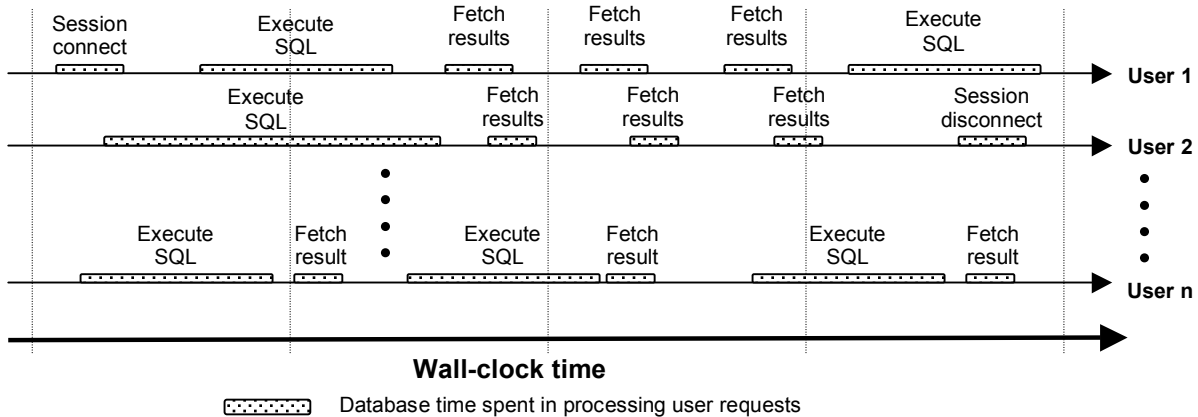 Session
connect
Execute
SQL
Fetch
results
Fetch
results
Fetch
results
Execute
SQL
User 1
Execute
SQL
Fetch
results
Fetch
results
Fetch
results
Session
disconnect
User 2
Execute
SQL
Fetch
result
Execute
SQL
Fetch
result
Execute
SQL
Fetch
result
User n
Wall-clock time
Database time spent in processing user requests